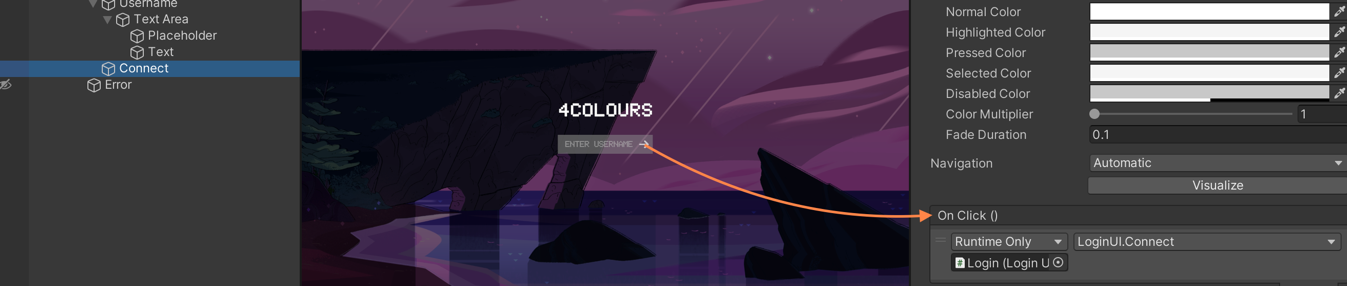 Username
Text Area
Placeholder
Text
Connect
Error
4COLOURS
ENTER USERNAME
Normal Color
Highlighted Color
Pressed Color
Selected Color
Disabled Color
Color Multiplier
1
Fade Duration
0.1
Navigation
Automatic
Visualize
On Click ()
Runtime Only
LoginUI.Connect
Login (Login U